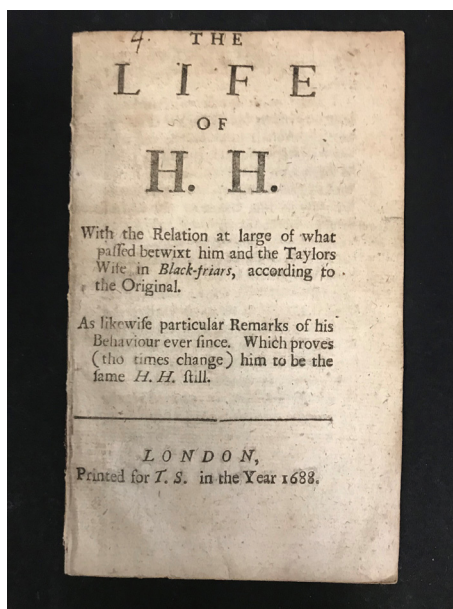 4.
THE
LIFE
OF
H. H.
With the Relation at large of what
paſſed betwixt him and the Taylors
Wife in Black-friars, according to
the Original.
As likewiſe particular Remarks of his
Behaviour ever ſince. Which proves
(tho times change) him to be the
ſame H. H. ſtill.
LONDON,
Printed for T. S. in the Year 1688.